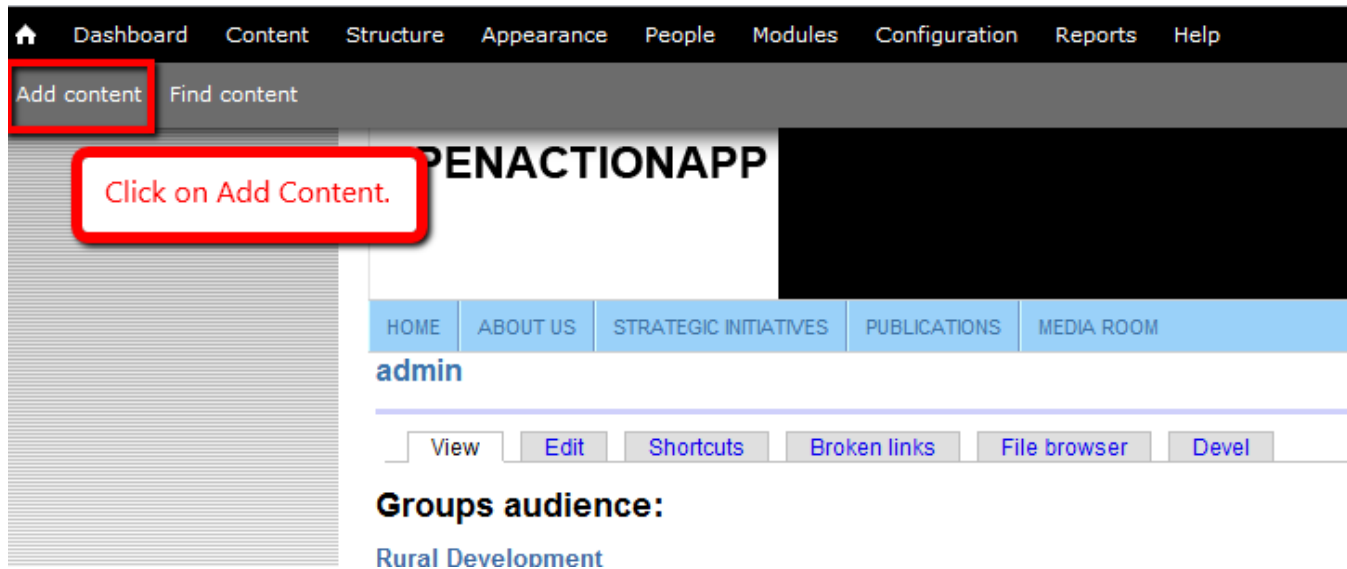 Dashboard Content Structure Appearance People Modules Configuration Reports Help
Add content Find content
PENACTIONAPP
Click on Add Content.
HOME ABOUT US STRATEGIC INITIATIVES PUBLICATIONS MEDIA ROOM
admin
View Edit Shortcuts Broken links File browser Devel
Groups audience:
Rural Development